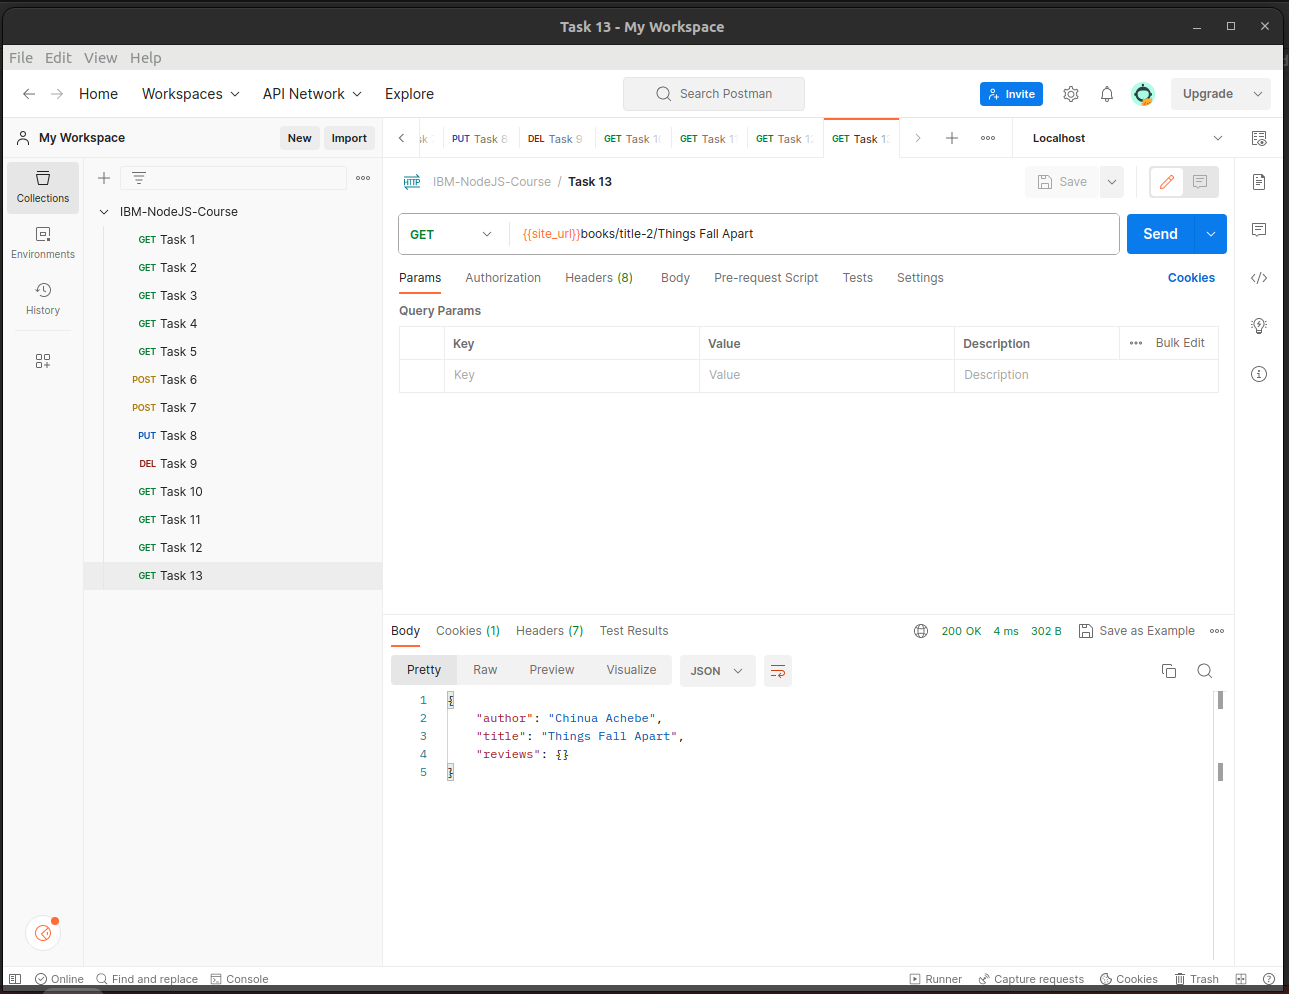 Task 13 - My Workspace
File Edit View Help
Home Workspaces API Network Explore Search Postman Invite Upgrade
My Workspace New Import
PUT Task 8 DEL Task 9 GET Task 1 GET Task 1 GET Task 1 GET Task 1 Localhost
Collections
Environments
History
IBM-NodeJS-Course
GET Task 1
GET Task 2
GET Task 3
GET Task 4
GET Task 5
POST Task 6
POST Task 7
PUT Task 8
DEL Task 9
GET Task 10
GET Task 11
GET Task 12
GET Task 13
HTTP IBM-NodeJS-Course / Task 13 Save
GET {{site_url}}books/title-2/Things Fall Apart Send
Params Authorization Headers (8) Body Pre-request Script Tests Settings Cookies
Query Params
Key Value Description Bulk Edit
Key Value Description
Body Cookies (1) Headers (7) Test Results 200 OK 4 ms 302 B Save as Example
Pretty Raw Preview Visualize JSON
1 {
2 "author": "Chinua Achebe",
3 "title": "Things Fall Apart",
4 "reviews": {}
5 }
Online Find and replace Console Runner Capture requests Cookies Trash